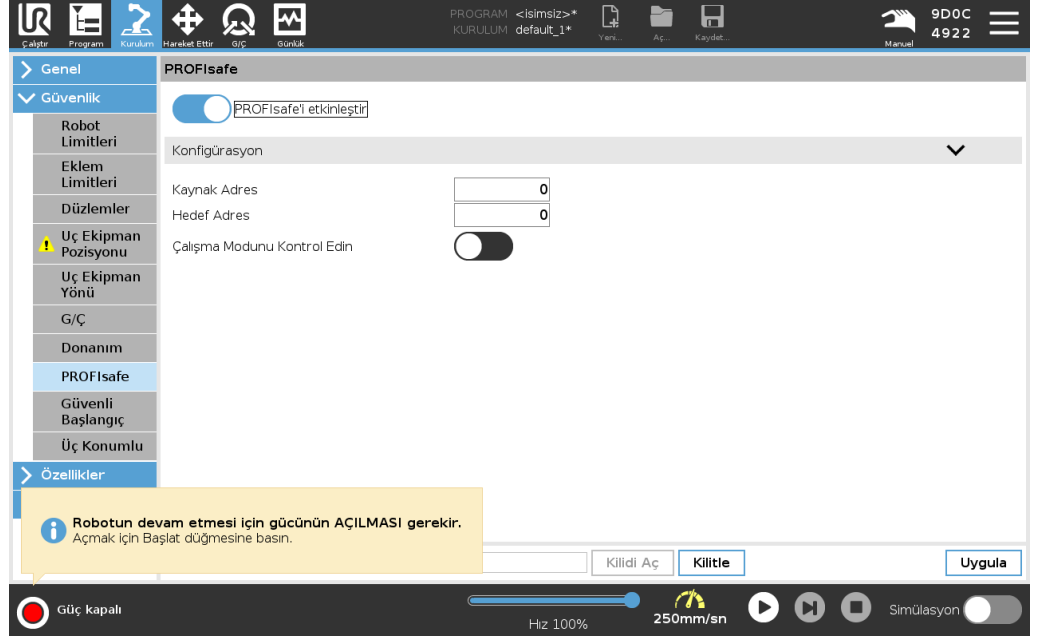 PROGRAM <isimsiz>*
KURULUM default_1*
Çalıştır
Program
Kurulum
Hareket Ettir
G/Ç
Günlük
Yeni...
Aç...
Kaydet...
Manuel
9D0C
4922
Genel
Güvenlik
Robot
Limitleri
Eklem
Limitleri
Düzlemler
Uç Ekipman
Pozisyonu
Uç Ekipman
Yönü
G/Ç
Donanım
PROFIsafe
Güvenli
Başlangıç
Üç Konumlu
Özellikler
PROFIsafe
PROFIsafe'i etkinleştir
Konfigürasyon
Kaynak Adres
0
Hedef Adres
0
Çalışma Modunu Kontrol Edin
Robotun devam etmesi için gücünün AÇILMASI gerekir.
Açmak için Başlat düğmesine basın.
Kilidi Aç
Kilitle
Uygula
Güç kapalı
Hız 100%
250mm/sn
Simülasyon